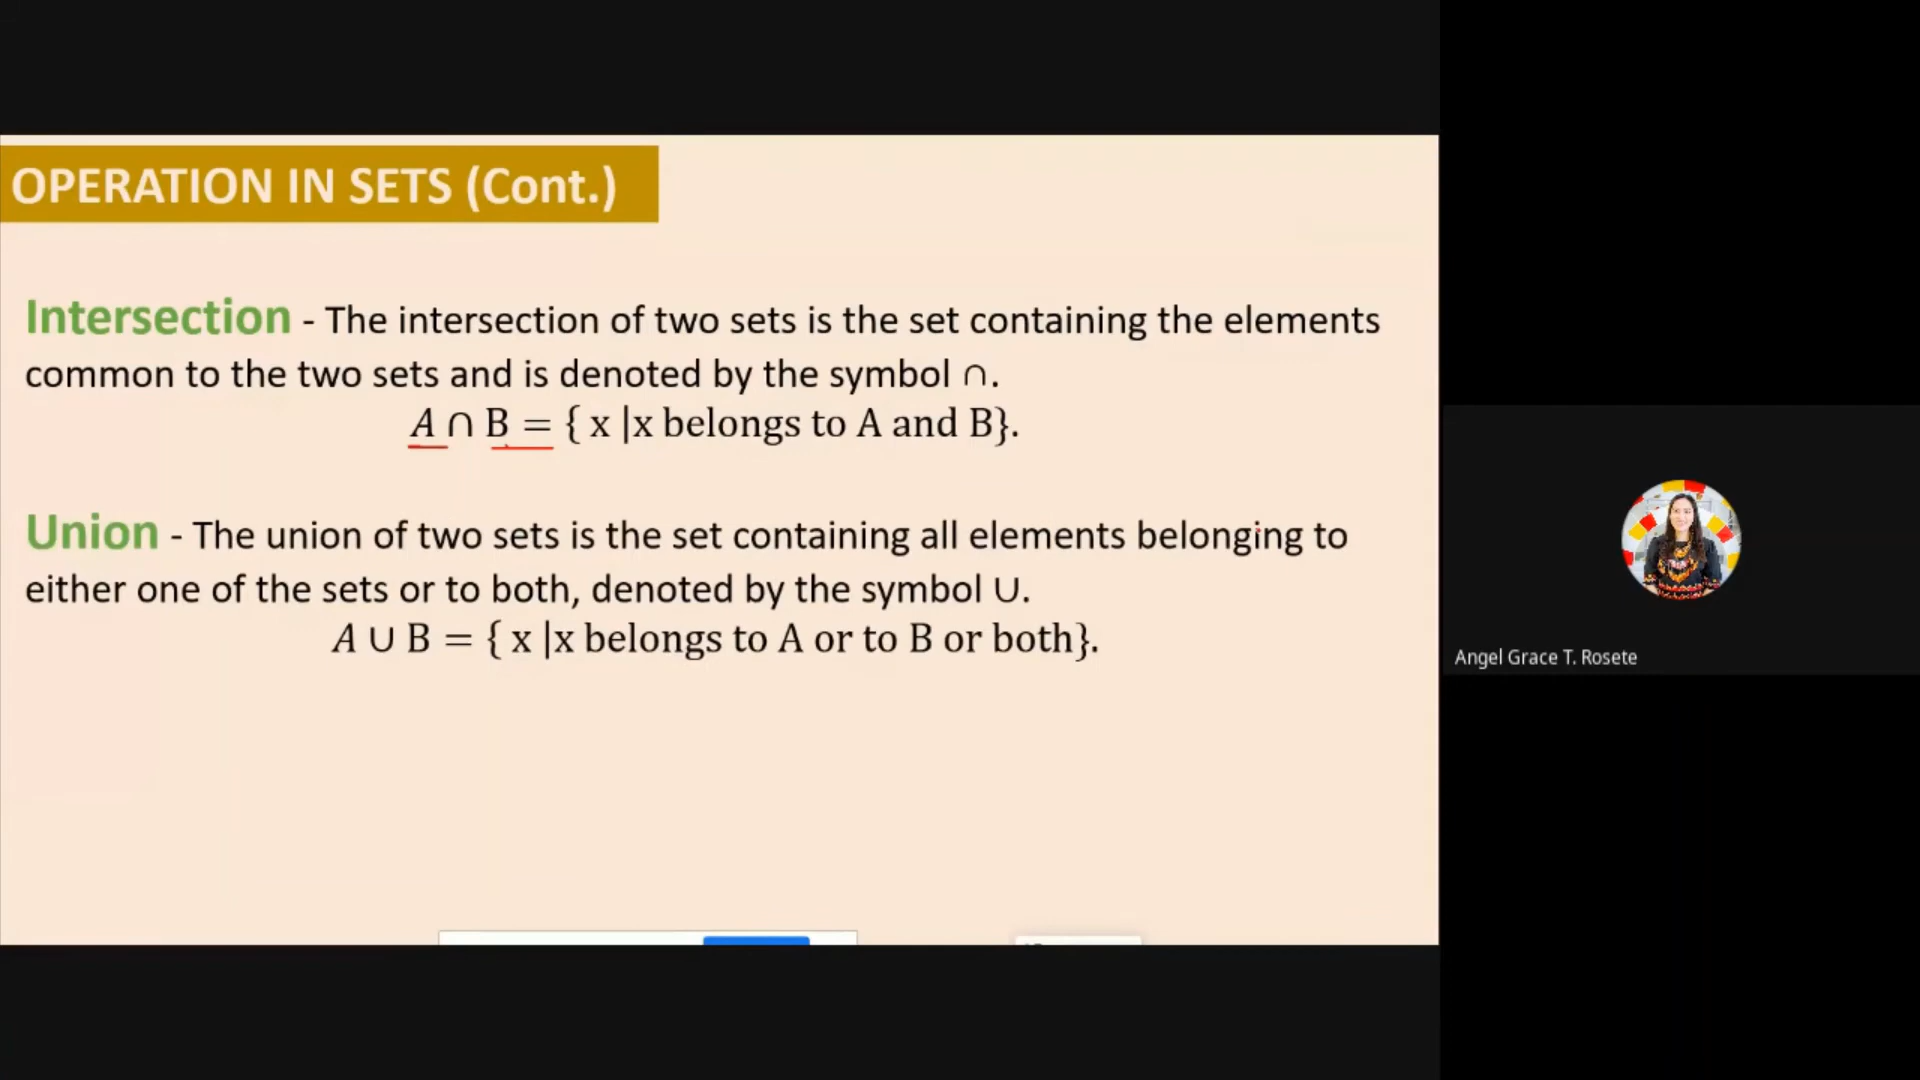 OPERATION IN SETS (Cont.)
Intersection - The intersection of two sets is the set containing the elements
common to the two sets and is denoted by the symbol ∩.
A ∩ B = { x |x belongs to A and B}.
Union - The union of two sets is the set containing all elements belonging to
either one of the sets or to both, denoted by the symbol ∪.
A ∪ B = { x |x belongs to A or to B or both}.
Angel Grace T. Rosete